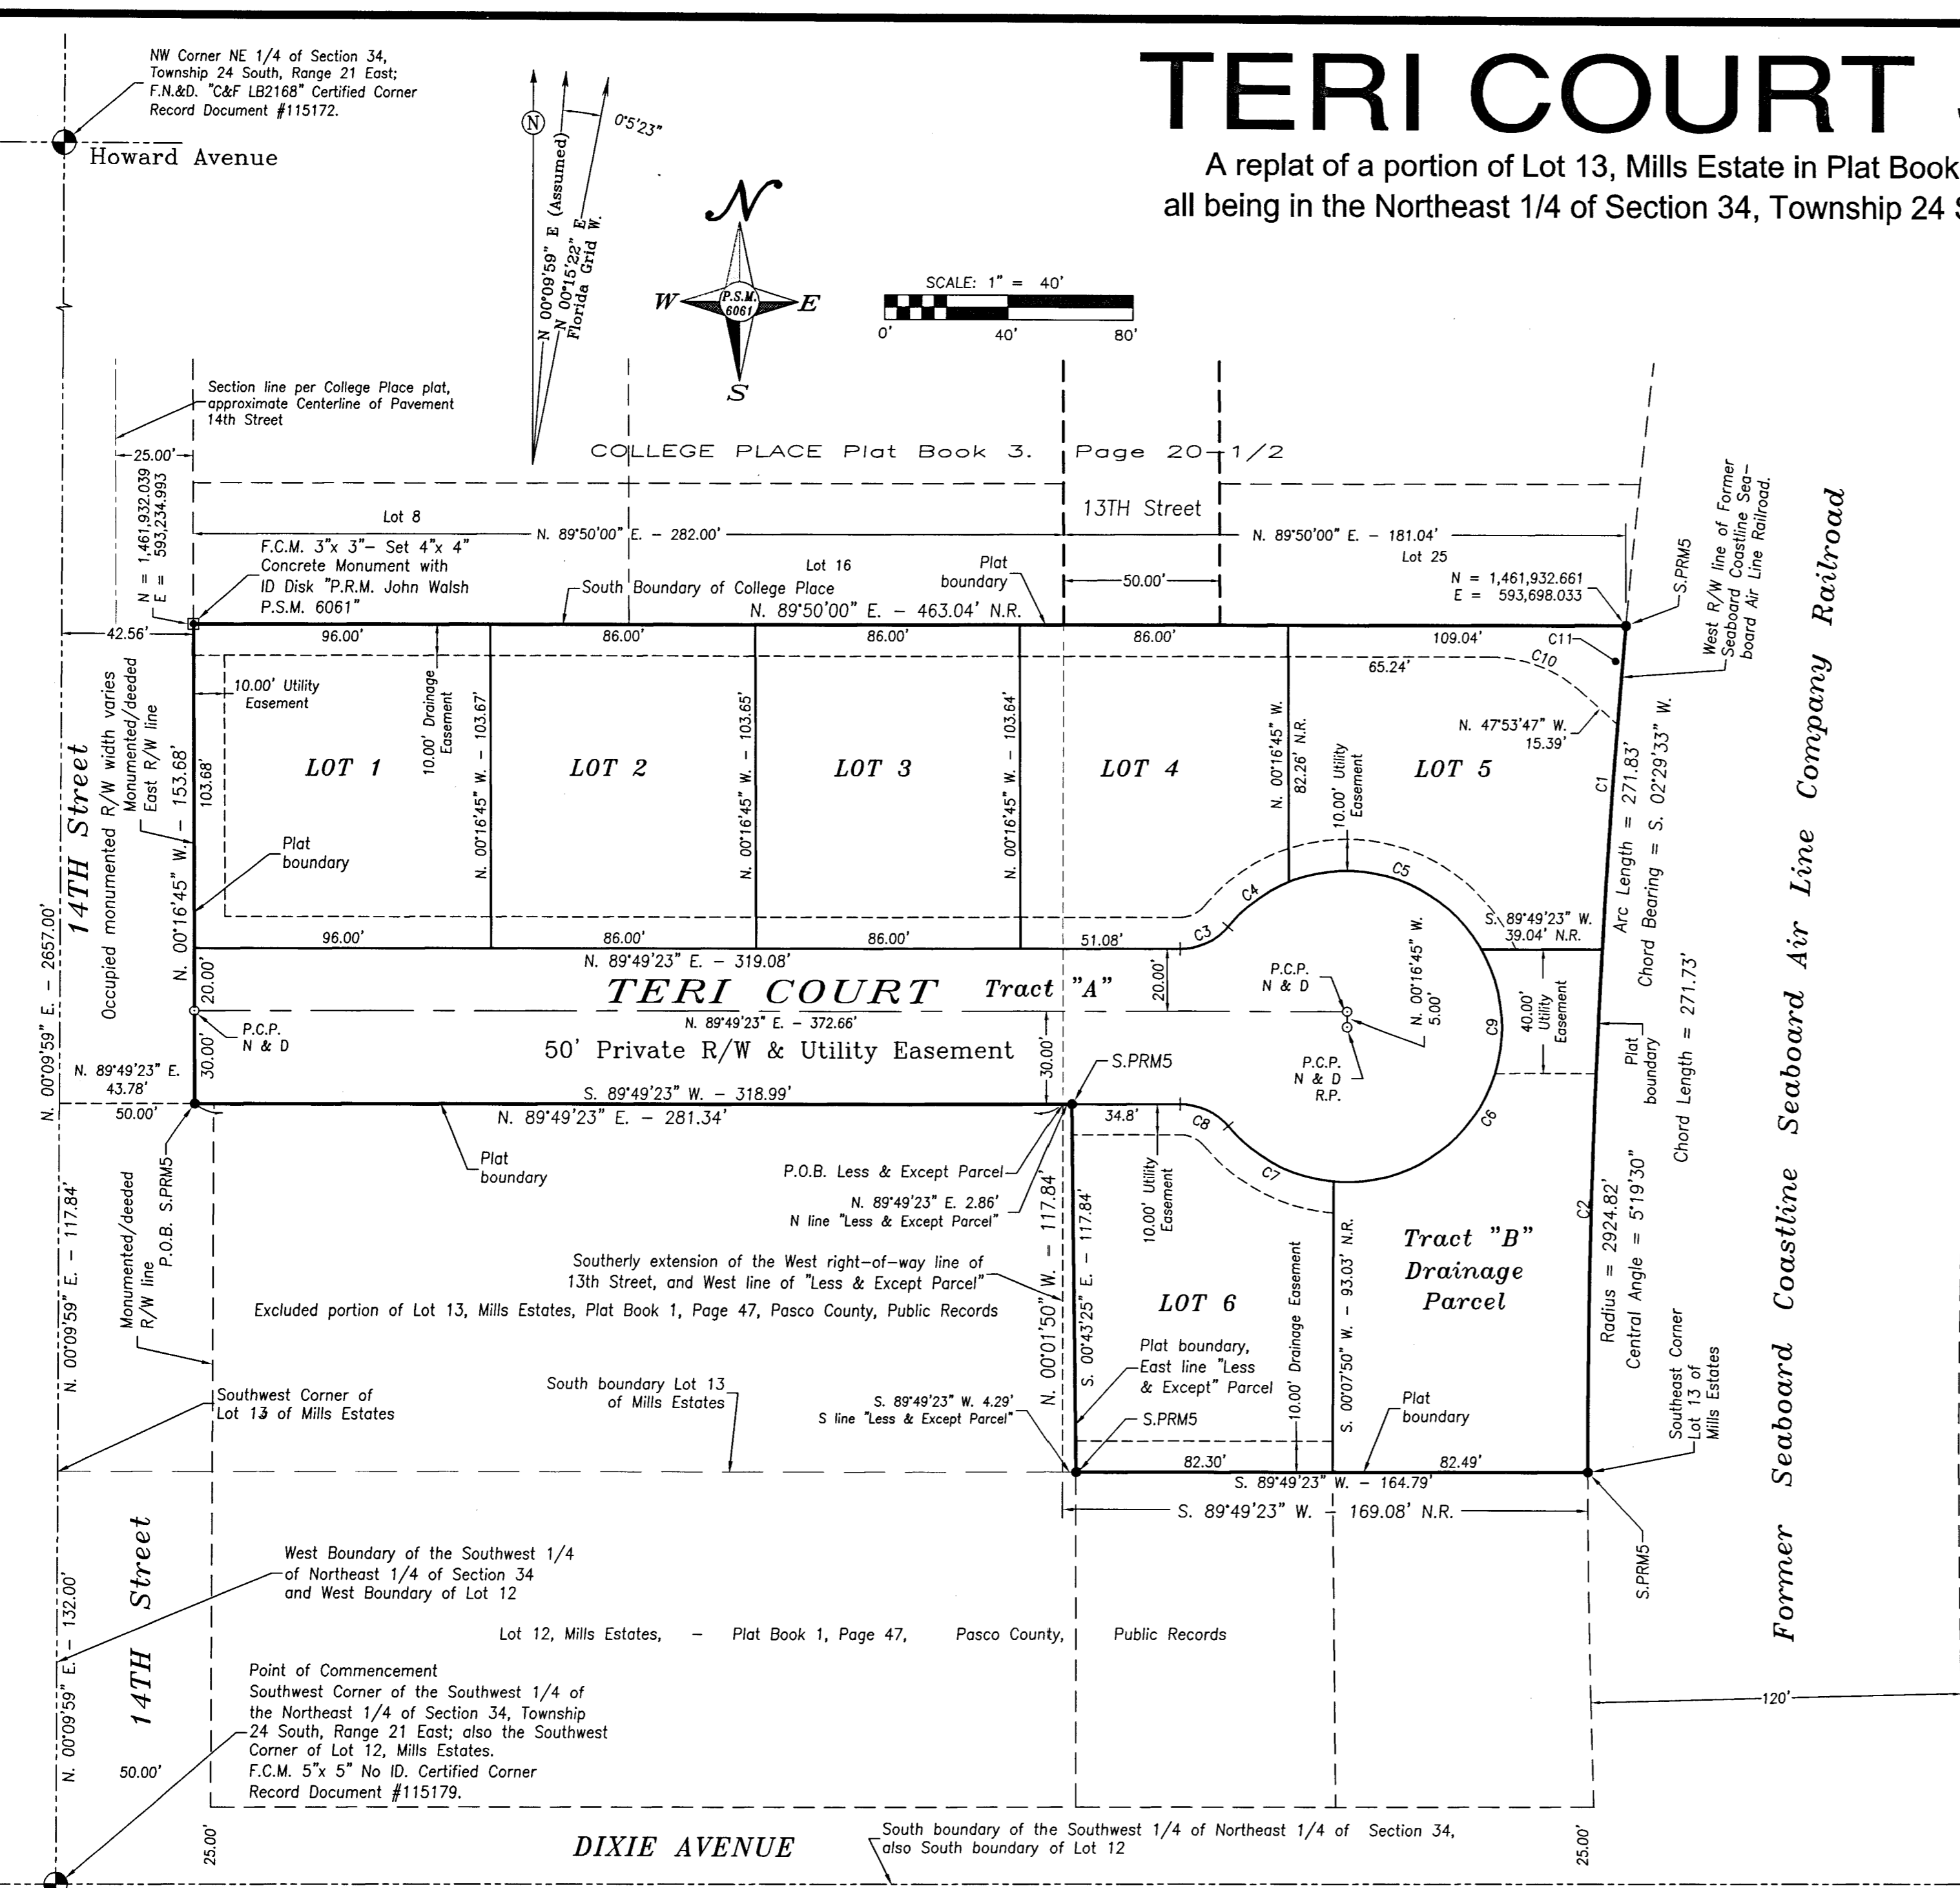 TERI COURT
A replat of a portion of Lot 13, Mills Estate in Plat Book
all being in the Northeast 1/4 of Section 34, Township 24
NW Corner NE 1/4 of Section 34,
Township 24 South, Range 21 East;
F.N.&D. "C&F LB2168" Certified Corner
Record Document #115172.
Howard Avenue
N
0°5'23"
N 00°09'59" E (Assumed)
N 00°15'22" E
Florida Grid W.
N
W
P.S.M.
6061
E
S
SCALE: 1" = 40'
0'
40'
80'
Section line per College Place plat,
approximate Centerline of Pavement
14th Street
25.00'
N = 1,461,932.039
E = 593,234.993
COLLEGE PLACE Plat Book 3. Page 20-1/2
13TH Street
Lot 8
N. 89°50'00" E. - 282.00'
N. 89°50'00" E. - 181.04'
F.C.M. 3"x 3"- Set 4"x 4"
Concrete Monument with
ID Disk "P.R.M. John Walsh
P.S.M. 6061"
Lot 16
Plat
boundary
50.00'
Lot 25
N = 1,461,932.661
E = 593,698.033
S.PRM5
West R/W line of Former
Seaboard Coastline Sea-
board Air Line Railroad.
South Boundary of College Place
N. 89°50'00" E. - 463.04' N.R.
42.56'
96.00'
86.00'
86.00'
86.00'
109.04'
C11
C10
65.24'
10.00' Utility
Easement
10.00' Drainage
Easement
N. 47°53'47" W.
15.39'
14TH Street
Occupied monumented R/W width varies
Monumented/deeded
East R/W line
N. 00°16'45" W. - 153.68'
103.68'
N. 00°16'45" W. - 103.67'
N. 00°16'45" W. - 103.65'
N. 00°16'45" W. - 103.64'
N. 00°16'45" W.
82.26' N.R.
LOT 1
LOT 2
LOT 3
LOT 4
LOT 5
10.00' Utility
Easement
C1
Arc Length = 271.83'
Chord Bearing = S. 02°29'33" W.
Chord Length = 271.73'
Plat
boundary
C4
C5
C3
S. 89°49'23" W.
39.04' N.R.
96.00'
86.00'
86.00'
51.08'
N. 89°49'23" E. - 319.08'
N. 00°09'59" E. - 2657.00'
20.00'
TERI COURT Tract "A"
20.00'
P.C.P.
N & D
N. 00°16'45" W.
5.00'
C9
40.00'
Utility
Easement
P.C.P.
N & D
N. 89°49'23" E. - 372.66'
50' Private R/W & Utility Easement
30.00'
30.00'
S.PRM5
P.C.P.
N & D
R.P.
Plat
boundary
N. 89°49'23" E.
43.78'
50.00'
S. 89°49'23" W. - 318.99'
N. 89°49'23" E. - 281.34'
34.8'
C8
C6
C7
C2
Plat
boundary
P.O.B. Less & Except Parcel
N. 89°49'23" E. 2.86'
N line "Less & Except Parcel"
10.00' Utility
Easement
Monumented/deeded
R/W line
P.O.B. S.PRM5
N. 00°09'59" E. - 117.84'
Southerly extension of the West right-of-way line of
13th Street, and West line of "Less & Except Parcel"
Excluded portion of Lot 13, Mills Estates, Plat Book 1, Page 47, Pasco County, Public Records
N. 00°01'50" W. - 117.84'
S. 00°43'25" E. - 117.84'
LOT 6
10.00' Drainage Easement
S. 00°07'50" W. - 93.03' N.R.
Tract "B"
Drainage
Parcel
Radius = 2924.82'
Central Angle = 5°19'30"
Former Seaboard Coastline Seaboard Air Line Company Railroad
Southeast Corner
Lot 13 of
Mills Estates
Plat boundary,
East line "Less
& Except" Parcel
Southwest Corner of
Lot 13 of Mills Estates
South boundary Lot 13
of Mills Estates
S. 89°49'23" W. 4.29'
S line "Less & Except Parcel"
S.PRM5
Plat
boundary
82.30'
82.49'
S. 89°49'23" W. - 164.79'
S. 89°49'23" W. - 169.08' N.R.
S.PRM5
14TH Street
West Boundary of the Southwest 1/4
of Northeast 1/4 of Section 34
and West Boundary of Lot 12
N. 00°09'59" E. - 132.00'
Lot 12, Mills Estates, - Plat Book 1, Page 47, Pasco County, Public Records
Point of Commencement
Southwest Corner of the Southwest 1/4 of
the Northeast 1/4 of Section 34, Township
24 South, Range 21 East; also the Southwest
Corner of Lot 12, Mills Estates.
F.C.M. 5"x 5" No ID. Certified Corner
Record Document #115179.
120'
50.00'
25.00'
DIXIE AVENUE
South boundary of the Southwest 1/4 of Northeast 1/4 of Section 34,
also South boundary of Lot 12
25.00'